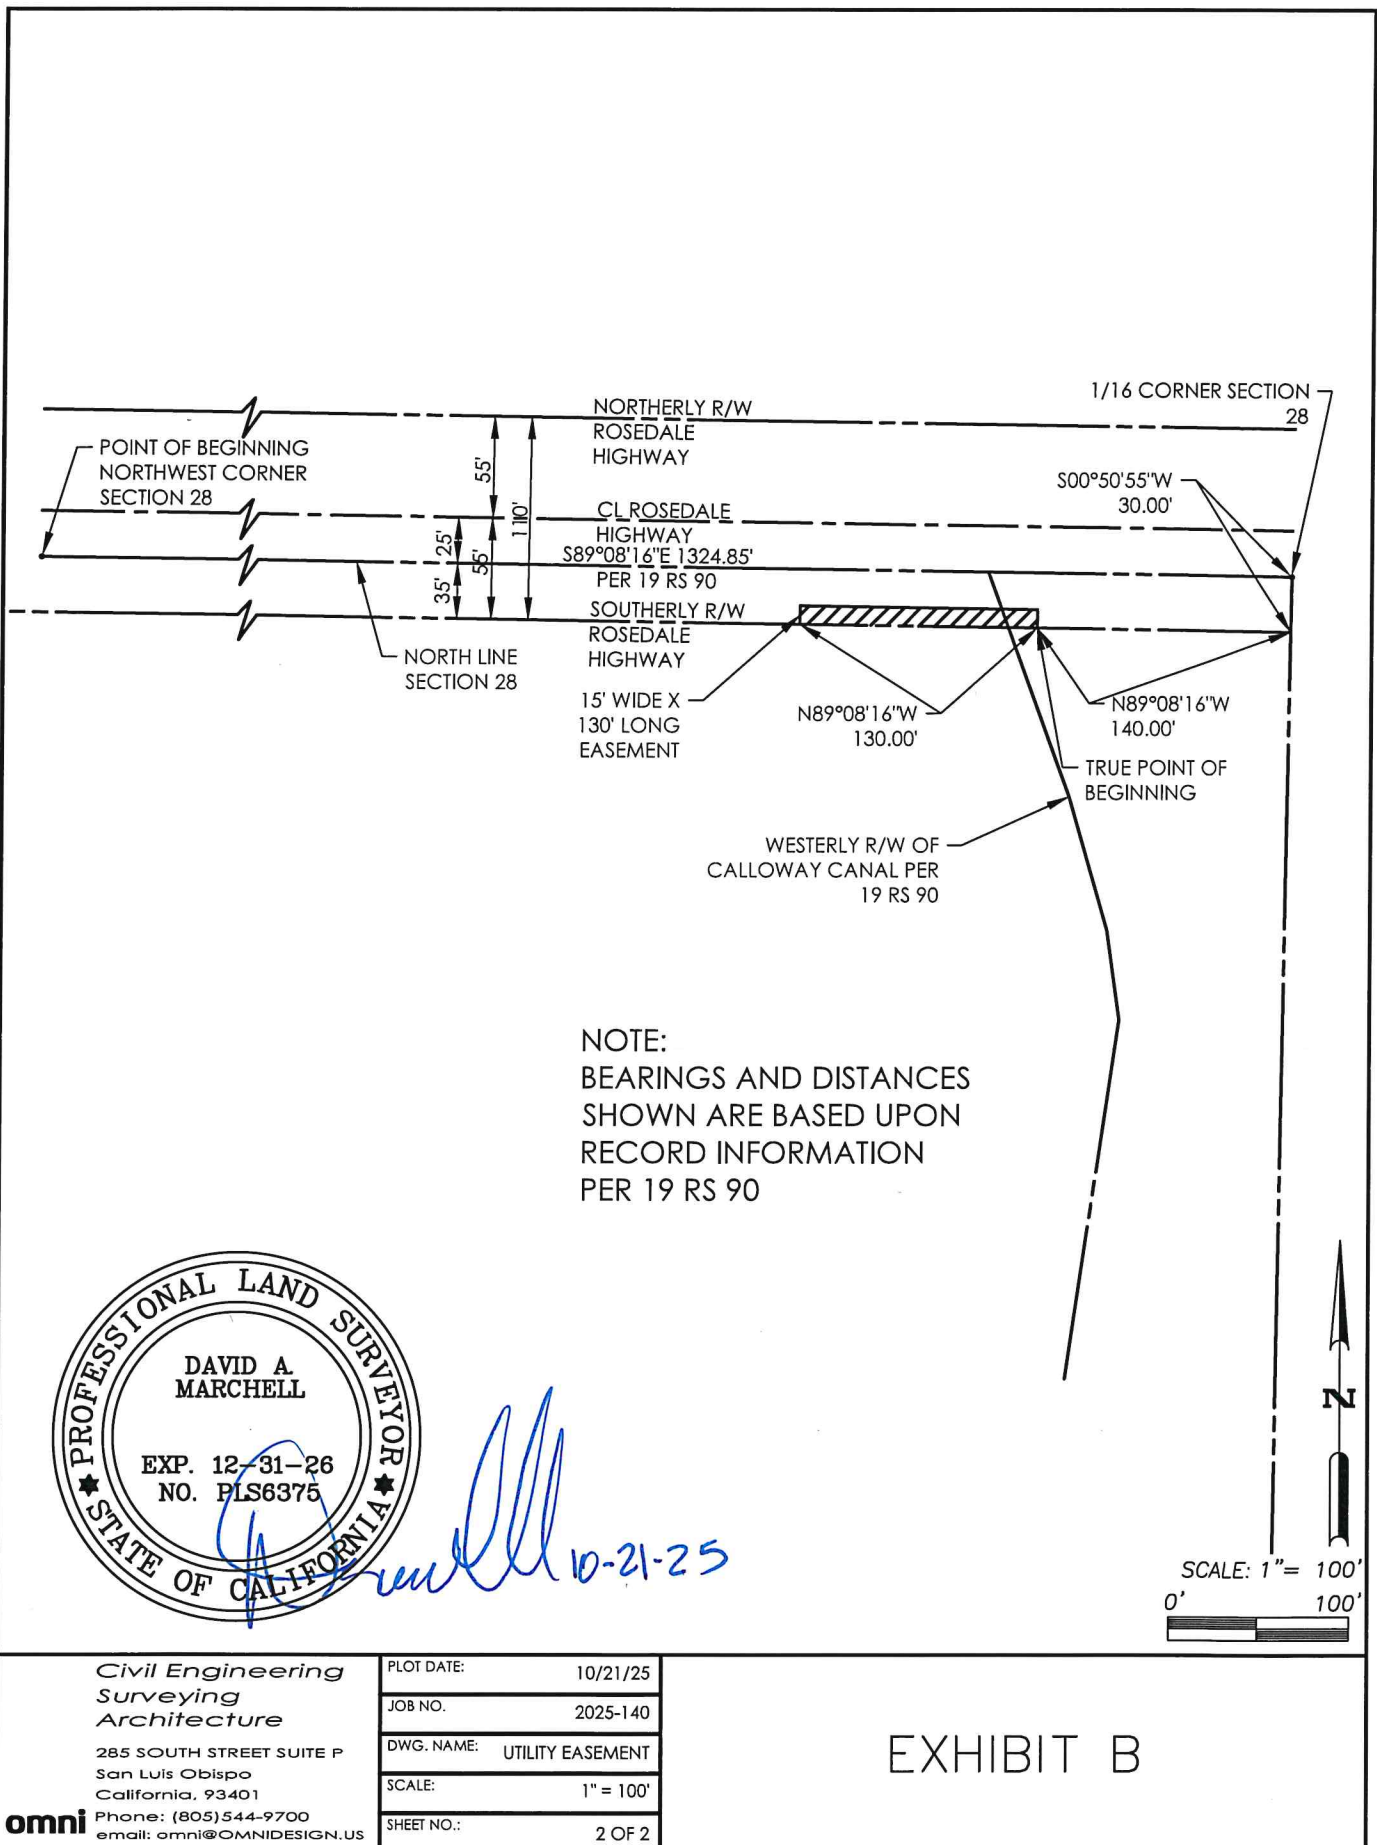 1/16 CORNER SECTION
28
NORTHERLY R/W
ROSEDALE
HIGHWAY
POINT OF BEGINNING
NORTHWEST CORNER
SECTION 28
55'
110'
S00°50'55"W
30.00'
CL ROSEDALE
HIGHWAY
25'
55'
S89°08'16"E 1324.85'
PER 19 RS 90
35'
SOUTHERLY R/W
ROSEDALE
HIGHWAY
NORTH LINE
SECTION 28
15' WIDE X
130' LONG
EASEMENT
N89°08'16"W
130.00'
N89°08'16"W
140.00'
TRUE POINT OF
BEGINNING
WESTERLY R/W OF
CALLOWAY CANAL PER
19 RS 90
NOTE:
BEARINGS AND DISTANCES
SHOWN ARE BASED UPON
RECORD INFORMATION
PER 19 RS 90
PROFESSIONAL LAND SURVEYOR
DAVID A.
MARCHELL
EXP. 12-31-26
NO. PLS6375
STATE OF CALIFORNIA
10-21-25
N
SCALE: 1"= 100'
0' 100'
Civil Engineering
Surveying
Architecture
285 SOUTH STREET SUITE P
San Luis Obispo
California, 93401
omni Phone: (805)544-9700
email: omni@OMNIDESIGN.US
PLOT DATE: 10/21/25
JOB NO. 2025-140
DWG. NAME: UTILITY EASEMENT
SCALE: 1" = 100'
SHEET NO.: 2 OF 2
EXHIBIT B